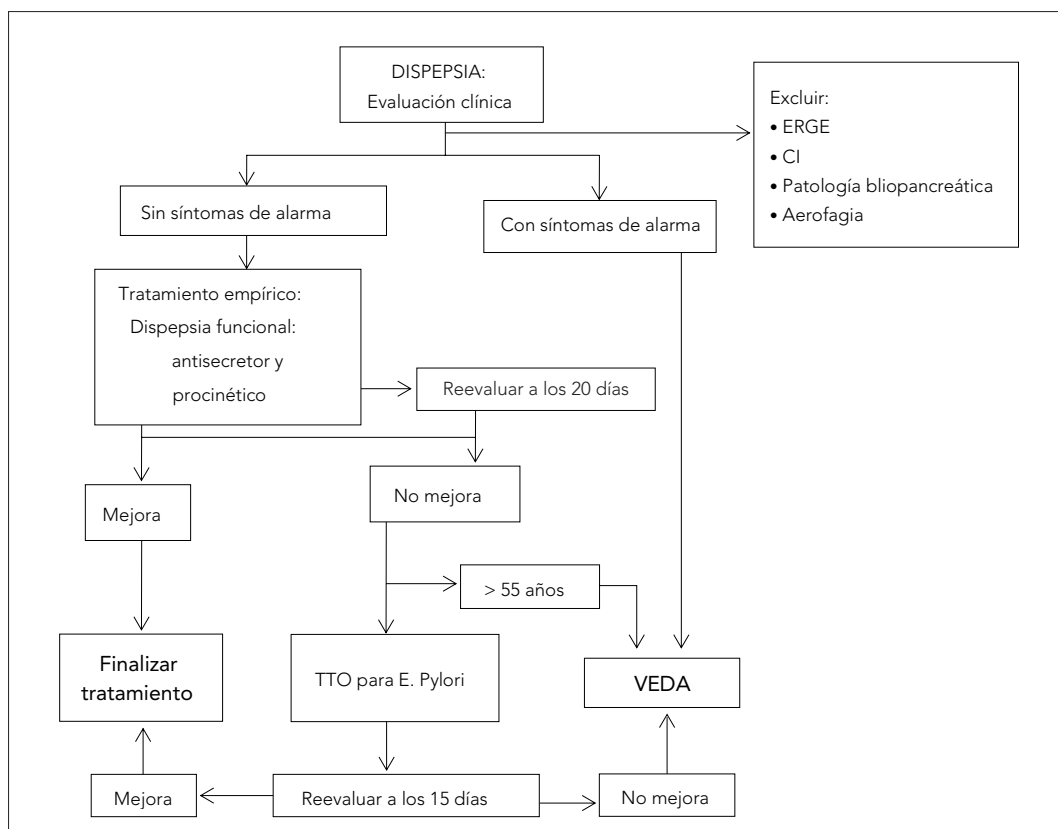 DISPEPSIA:
Evaluación clínica
Excluir:
• ERGE
• CI
• Patología bliopancreática
• Aerofagia
Sin síntomas de alarma
Con síntomas de alarma
Tratamiento empírico:
Dispepsia funcional:
antisecretor y
procinético
Reevaluar a los 20 días
Mejora
No mejora
> 55 años
Finalizar
tratamiento
TTO para E. Pylori
VEDA
Mejora
Reevaluar a los 15 días
No mejora